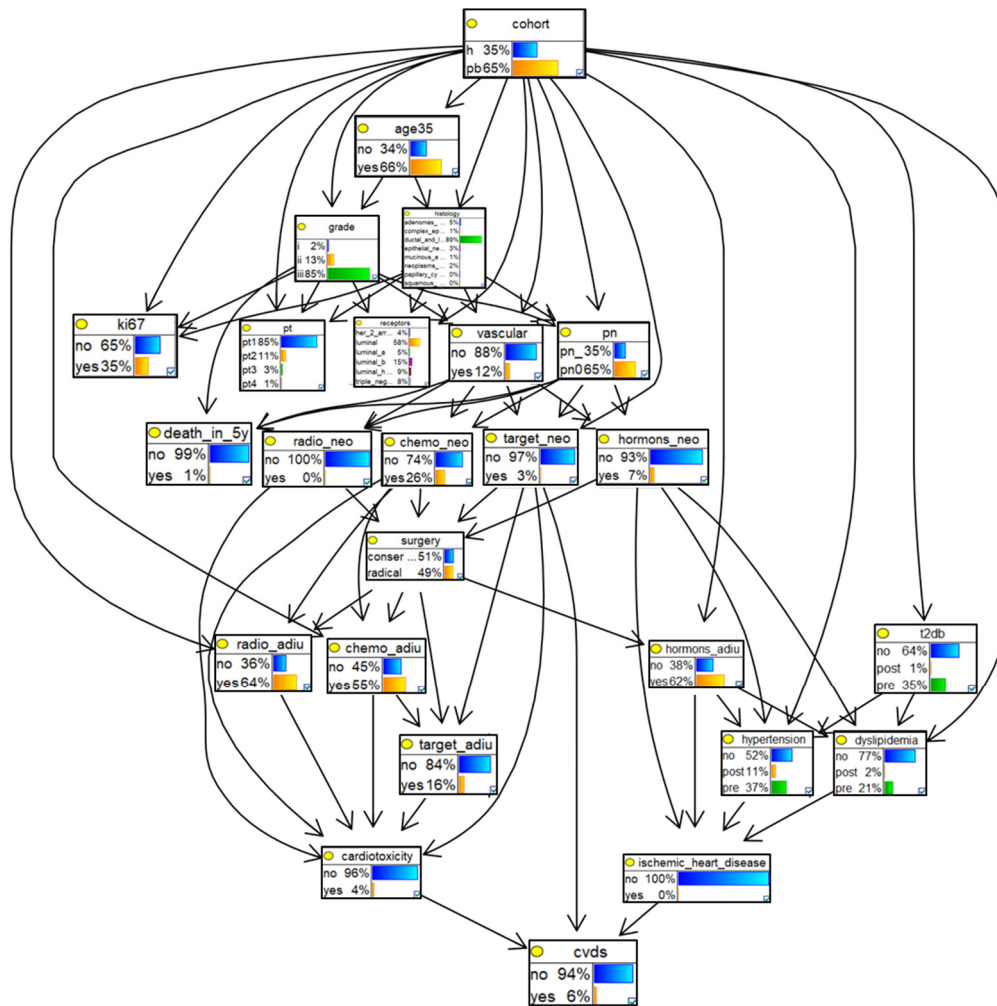 cohort
h 35%
pb 65%
age35
no 34%
yes 66%
grade
i 2%
ii 13%
iii 85%
histology
adenomas_ ... 5%
complex_ep... 1%
ductal_and_l... 89%
epithelial_ne... 3%
mucinous_a... 1%
neoplasms_... 2%
papillary_cy... 0%
squamous_... 0%
ki67
no 65%
yes 35%
pt
pt1 85%
pt2 11%
pt3 3%
pt4 1%
receptors
her_2_arr... 4%
luminal 58%
luminal_a 5%
luminal_b 15%
luminal_h... 9%
triple_neg... 8%
vascular
no 88%
yes 12%
pn
pn_ 35%
pn0 65%
death_in_5y
no 99%
yes 1%
radio_neo
no 100%
yes 0%
chemo_neo
no 74%
yes 26%
target_neo
no 97%
yes 3%
hormons_neo
no 93%
yes 7%
surgery
conser ... 51%
radical 49%
radio_adiu
no 36%
yes 64%
chemo_adiu
no 45%
yes 55%
hormons_adiu
no 38%
yes 62%
t2db
no 64%
post 1%
pre 35%
target_adiu
no 84%
yes 16%
hypertension
no 52%
post 11%
pre 37%
dyslipidemia
no 77%
post 2%
pre 21%
cardiotoxicity
no 96%
yes 4%
ischemic_heart_disease
no 100%
yes 0%
cvds
no 94%
yes 6%